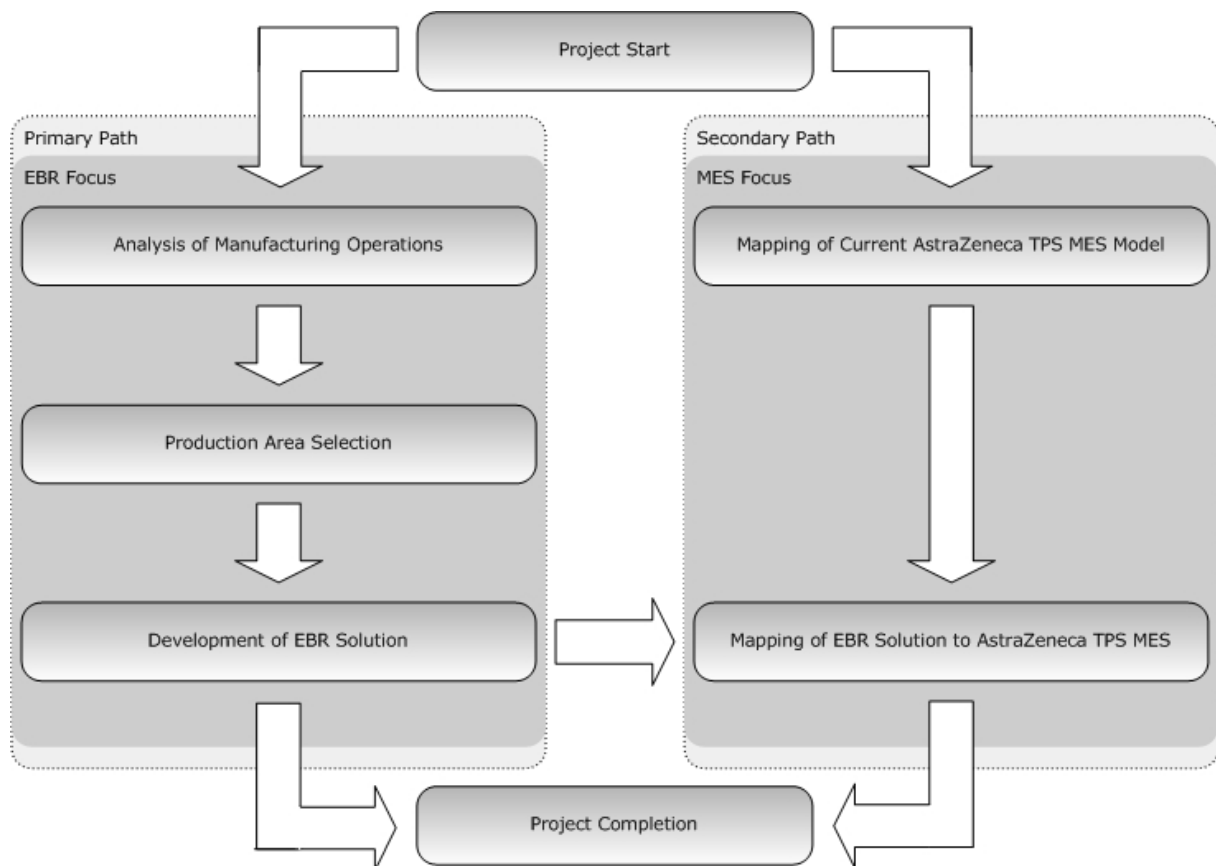 Project Start
Primary Path
EBR Focus
Analysis of Manufacturing Operations
Production Area Selection
Development of EBR Solution
Secondary Path
MES Focus
Mapping of Current AstraZeneca TPS MES Model
Mapping of EBR Solution to AstraZeneca TPS MES
Project Completion